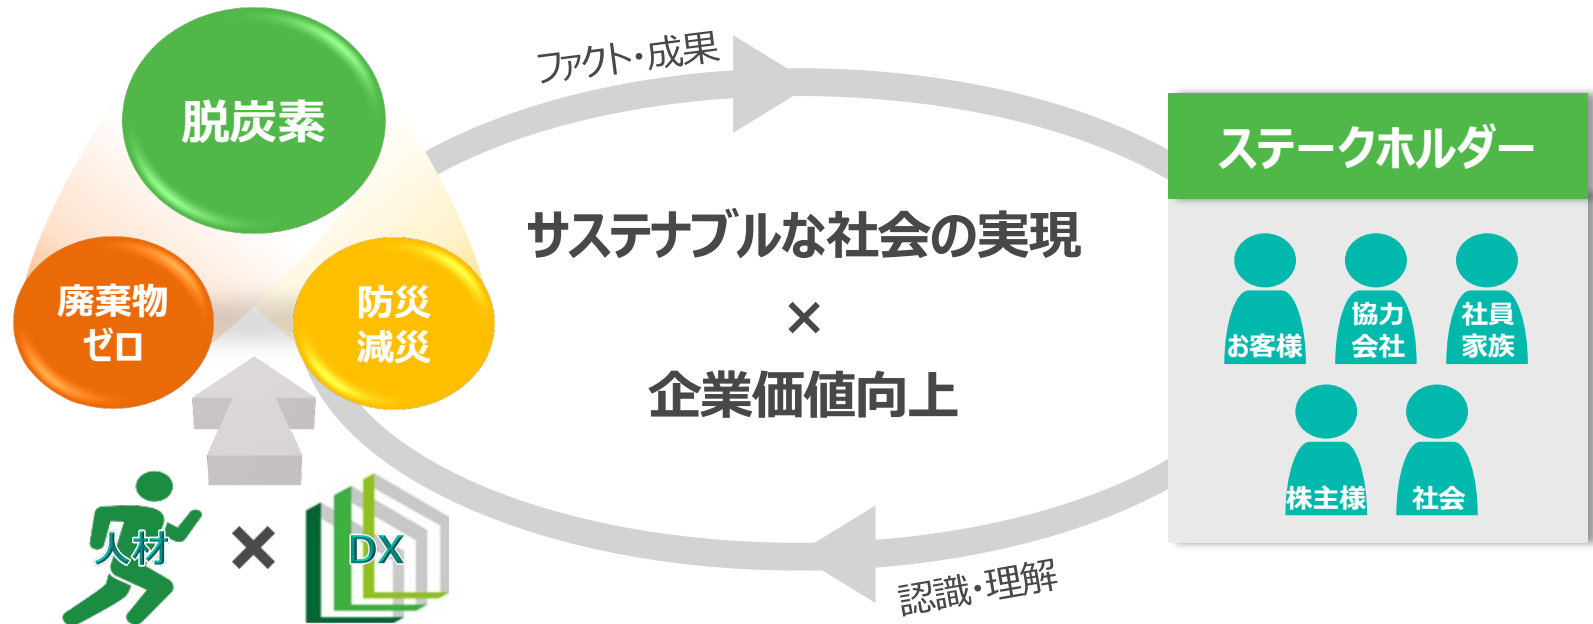 脱炭素
廃棄物
ゼロ
防災
減災
人材
×
DX
ファクト・成果
サステナブルな社会の実現
×
企業価値向上
認識・理解
ステークホルダー
お客様
協力
会社
社員
家族
株主様
社会